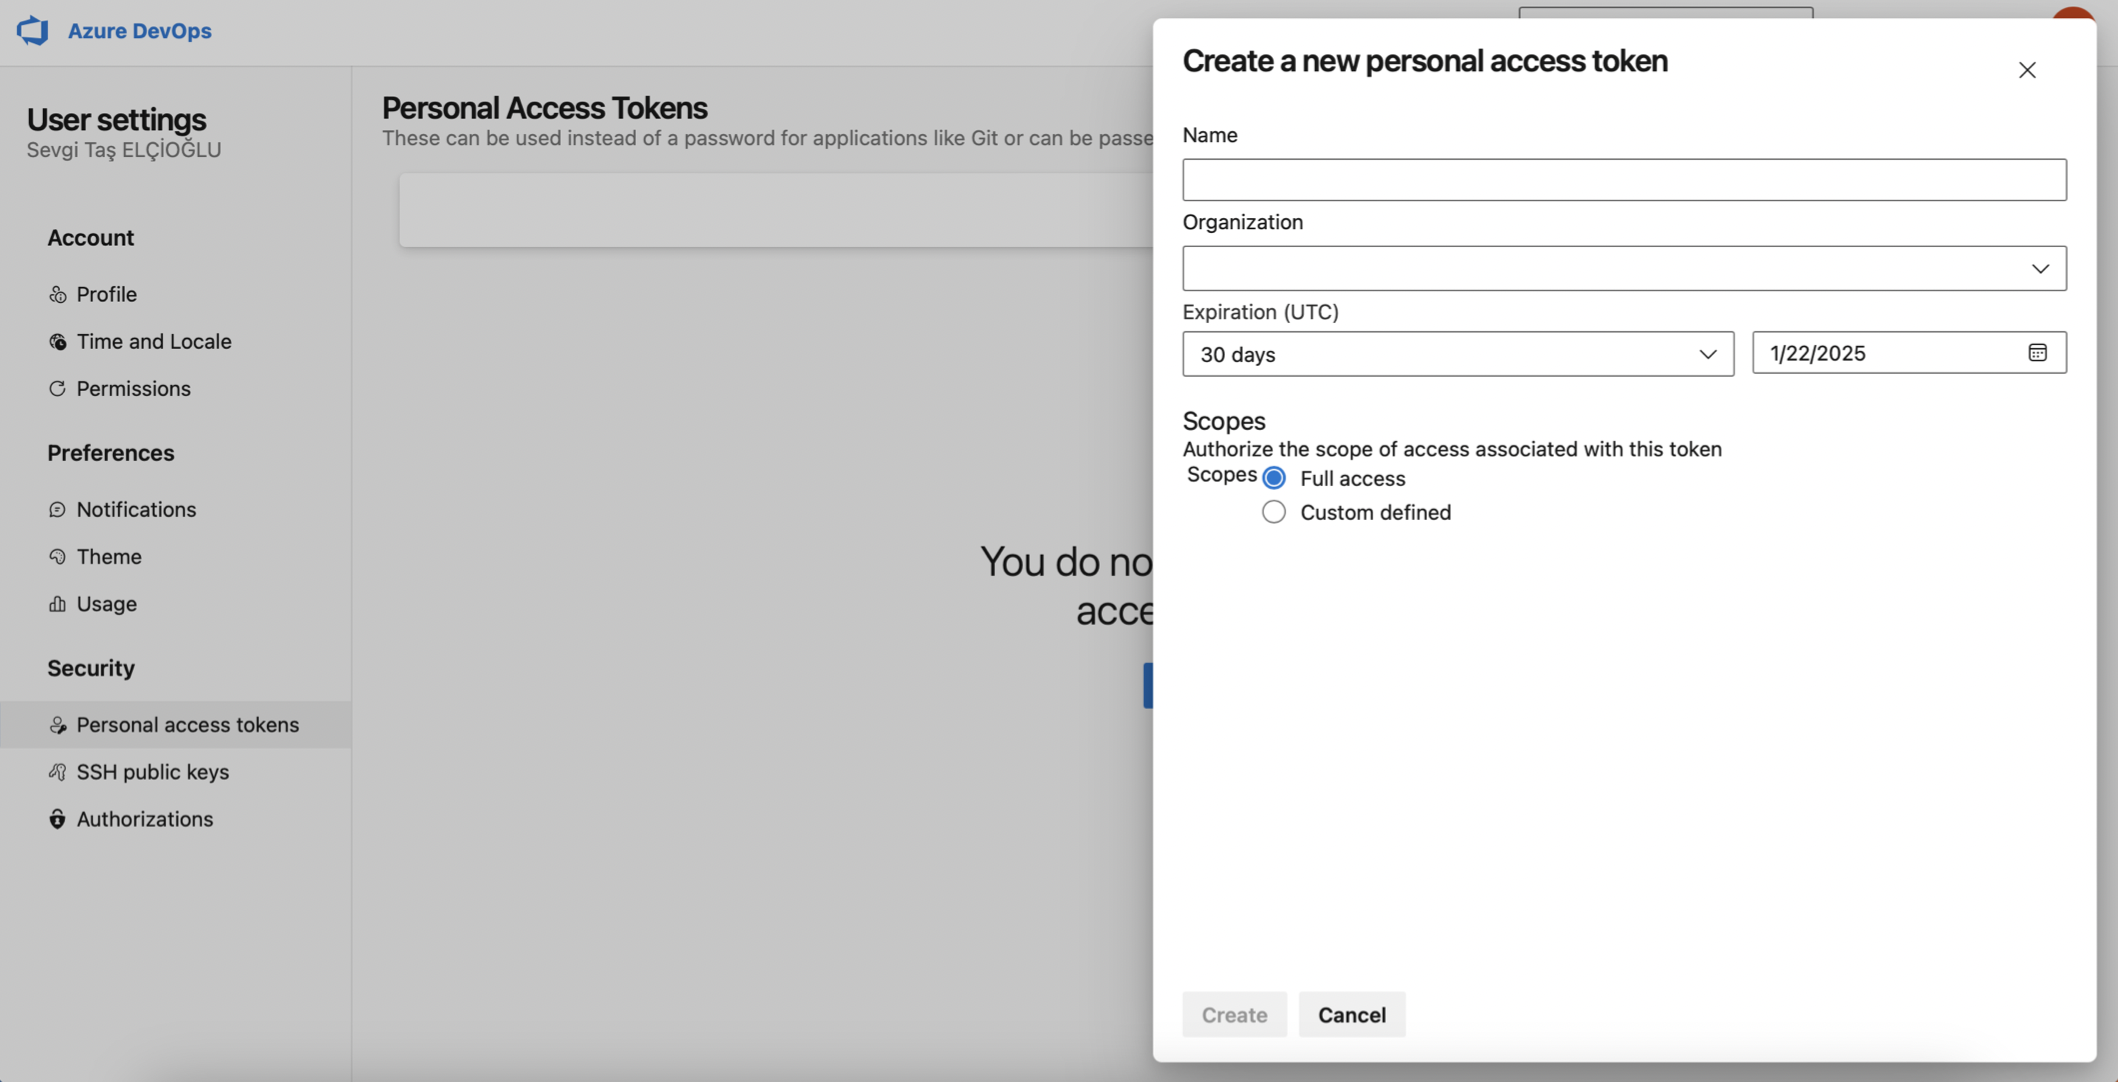 Azure DevOps
User settings
Sevgi Taş ELÇİOĞLU
Account
Profile
Time and Locale
Permissions
Preferences
Notifications
Theme
Usage
Security
Personal access tokens
SSH public keys
Authorizations
Personal Access Tokens
These can be used instead of a password for applications like Git or can be passe
You do no
acce
Create a new personal access token
Name
Organization
Expiration (UTC)
30 days
1/22/2025
Scopes
Authorize the scope of access associated with this token
Scopes
Full access
Custom defined
Create
Cancel